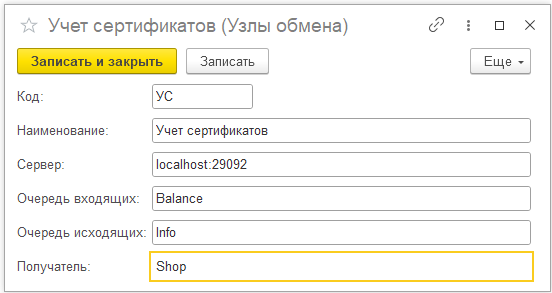 Учет сертификатов (Узлы обмена)
Записать и закрыть Записать Еще
Код: УС
Наименование: Учет сертификатов
Сервер: localhost:29092
Очередь входящих: Balance
Очередь исходящих: Info
Получатель: Shop